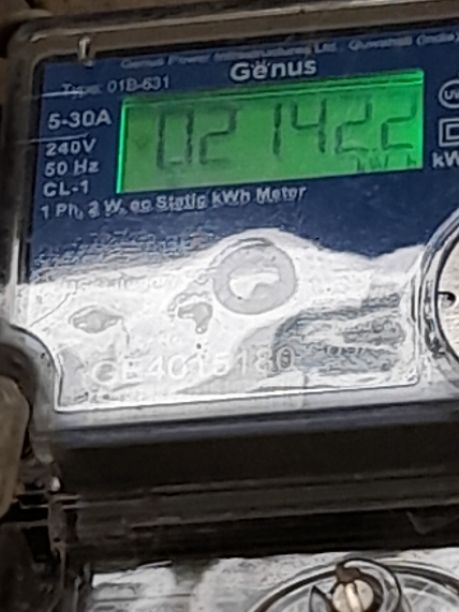 Genus Power Infrastructures Ltd., Guwahati (India)
Genus
Type: 01B-631
5-30A
240V
50 Hz
CL-1
021422
kWh
1 Ph, 2 W, ac Static kWh Meter